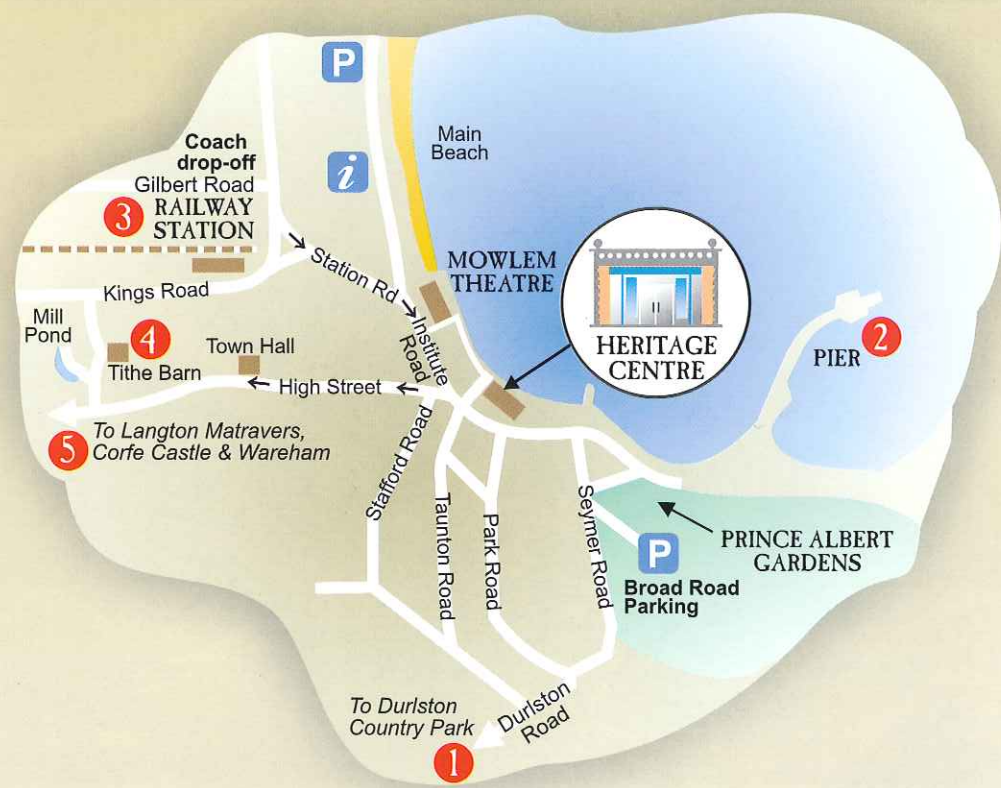 P
Main
Beach
Coach
drop-off
Gilbert Road
i
3
RAILWAY
STATION
Station Rd
MOWLEM
THEATRE
Kings Road
Institute
Road
HERITAGE
CENTRE
2
PIER
Mill
Pond
4
Tithe Barn
Town Hall
High Street
5
To Langton Matravers,
Corfe Castle & Wareham
Stafford Road
Taunton Road
Park Road
Seymer Road
PRINCE ALBERT
GARDENS
P
Broad Road
Parking
To Durlston
Country Park
1
Durlston
Road